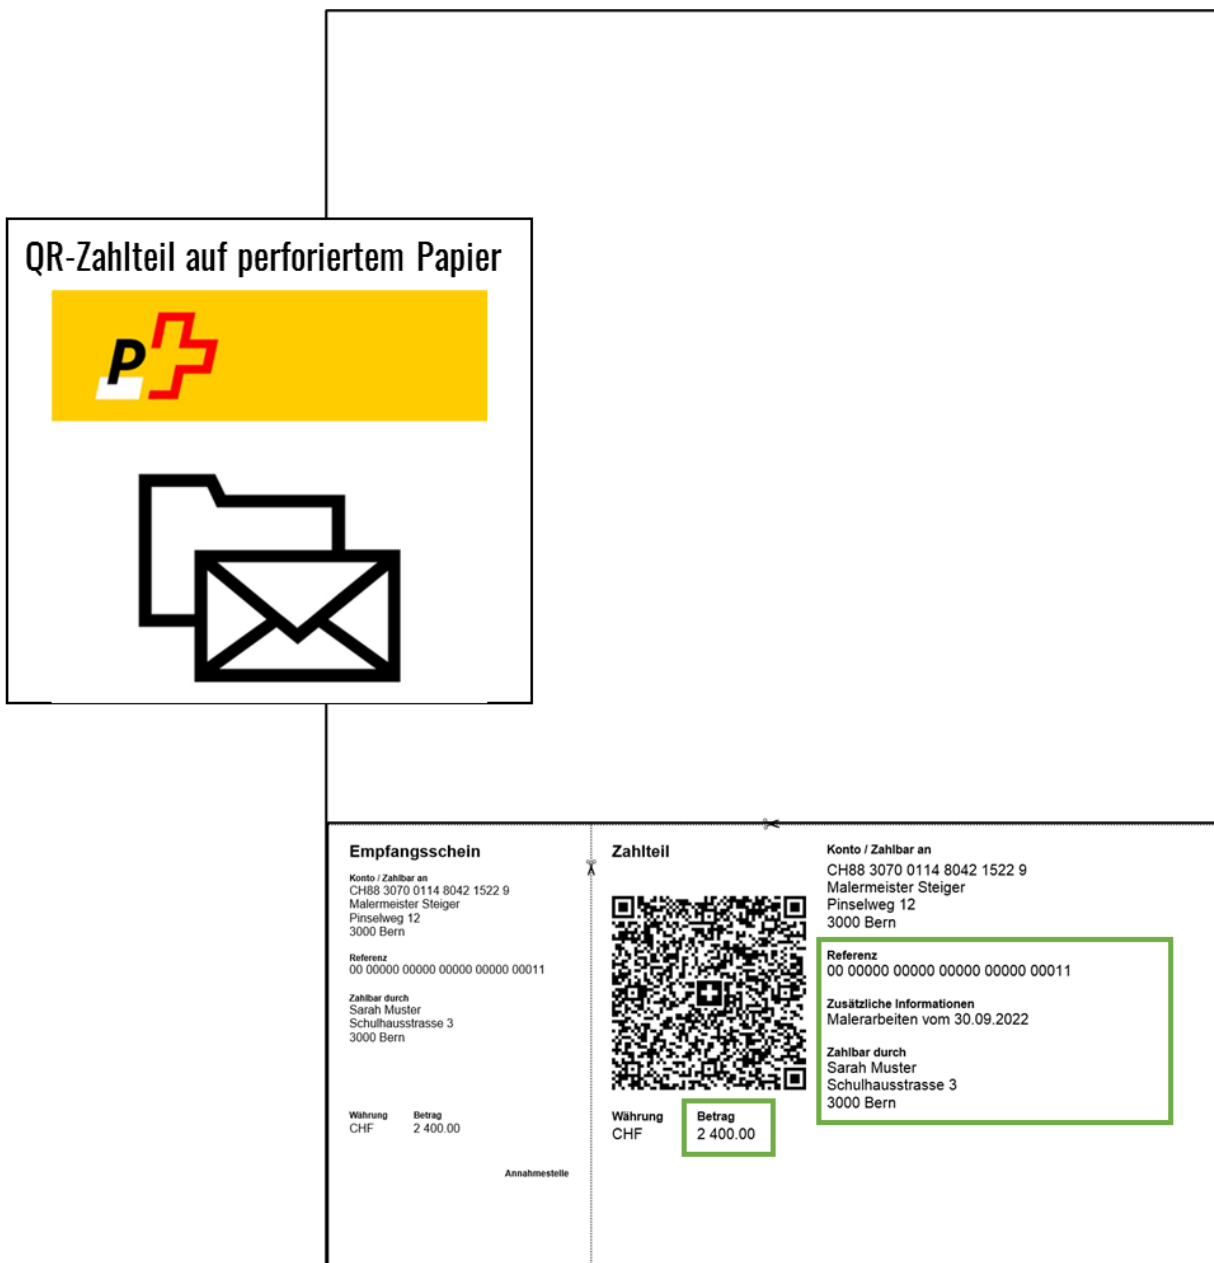 QR-Zahlteil auf perforiertem Papier
P
Empfangsschein
Konto / Zahlbar an
CH88 3070 0114 8042 1522 9
Malermeister Steiger
Pinselweg 12
3000 Bern
Referenz
00 00000 00000 00000 00000 00011
Zahlbar durch
Sarah Muster
Schulhausstrasse 3
3000 Bern
Währung Betrag
CHF 2 400.00
Annahmestelle
Zahlteil
Währung Betrag
CHF 2 400.00
Konto / Zahlbar an
CH88 3070 0114 8042 1522 9
Malermeister Steiger
Pinselweg 12
3000 Bern
Referenz
00 00000 00000 00000 00000 00011
Zusätzliche Informationen
Malerarbeiten vom 30.09.2022
Zahlbar durch
Sarah Muster
Schulhausstrasse 3
3000 Bern